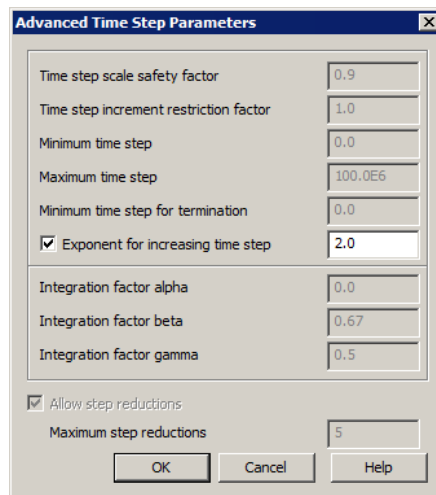 Advanced Time Step Parameters
Time step scale safety factor 0.9
Time step increment restriction factor 1.0
Minimum time step 0.0
Maximum time step 100.0E6
Minimum time step for termination 0.0
Exponent for increasing time step 2.0
Integration factor alpha 0.0
Integration factor beta 0.67
Integration factor gamma 0.5
Allow step reductions
Maximum step reductions 5
OK Cancel Help